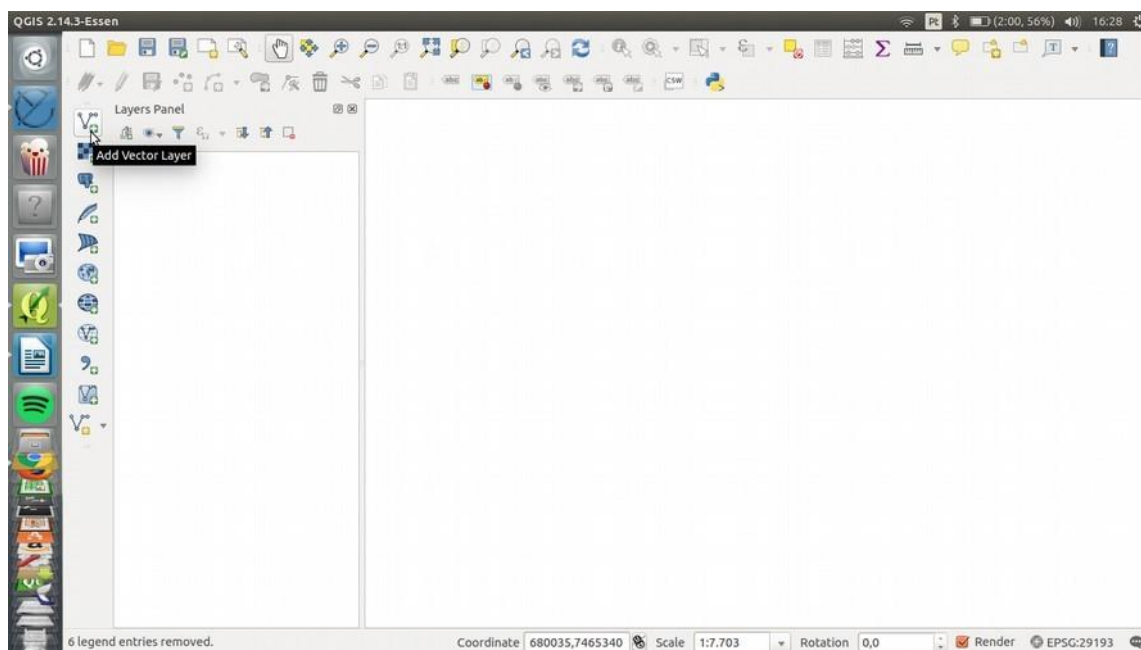 QGIS 2.14.3-Essen
Pt
(2:00, 56%)
16:28
CSW
Layers Panel
Add Vector Layer
6 legend entries removed.
Coordinate 680035,7465340 Scale 1:7.703 Rotation 0,0 Render EPSG:29193